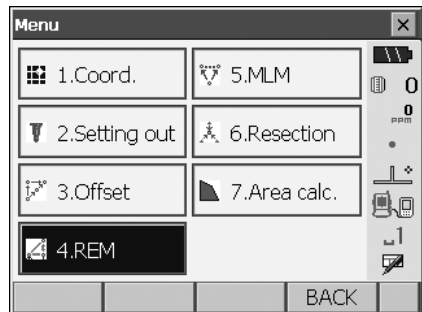 Menu
1.Coord.
5.MLM
2.Setting out
6.Resection
3.Offset
7.Area calc.
4.REM
0
0
PPM
1
BACK